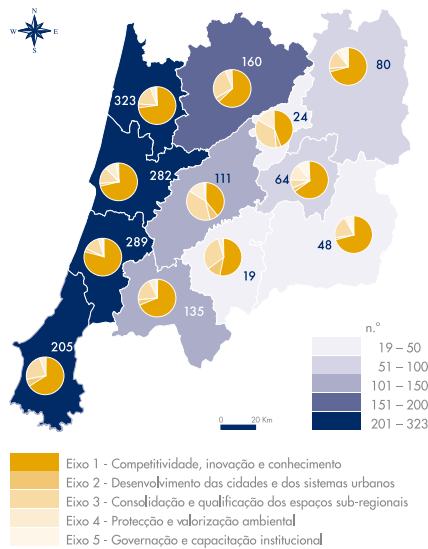 N
W E
S
160
80
323
24
282
111
64
289
48
19
135
205
n.º
19 – 50
51 – 100
101 – 150
151 – 200
201 – 323
0 20 Km
Eixo 1 - Competitividade, inovação e conhecimento
Eixo 2 - Desenvolvimento das cidades e dos sistemas urbanos
Eixo 3 - Consolidação e qualificação dos espaços sub-regionais
Eixo 4 - Protecção e valorização ambiental
Eixo 5 - Governação e capacitação institucional